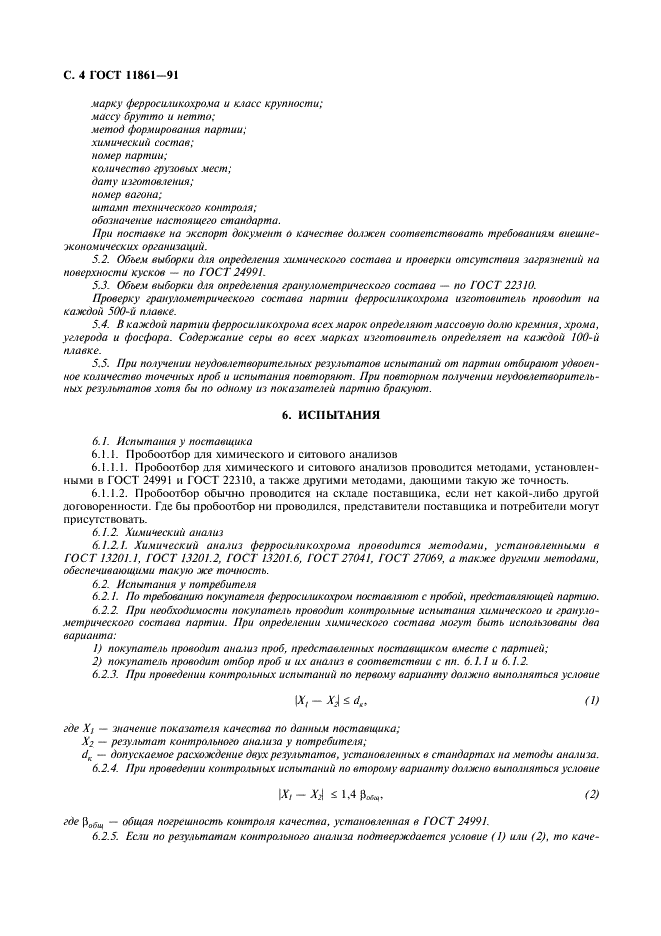 С. 4 ГОСТ 11861—91
марку ферросиликохрома и класс крупности;
массу брутто и нетто;
метод формирования партии;
химический состав;
номер партии;
количество грузовых мест;
дату изготовления;
номер вагона;
штамп технического контроля;
обозначение настоящего стандарта.
При поставке на экспорт документ о качестве должен соответствовать требованиям внешне-
экономических организаций.
5.2. Объем выборки для определения химического состава и проверки отсутствия загрязнений на
поверхности кусков — по ГОСТ 24991.
5.3. Объем выборки для определения гранулометрического состава — по ГОСТ 22310.
Проверку гранулометрического состава партии ферросиликохрома изготовитель проводит на
каждой 500-й плавке.
5.4. В каждой партии ферросиликохрома всех марок определяют массовую долю кремния, хрома,
углерода и фосфора. Содержание серы во всех марках изготовитель определяет на каждой 100-й
плавке.
5.5. При получении неудовлетворительных результатов испытаний от партии отбирают удвоен-
ное количество точечных проб и испытания повторяют. При повторном получении неудовлетворитель-
ных результатов хотя бы по одному из показателей партию бракуют.
6. ИСПЫТАНИЯ
6.1. Испытания у поставщика
6.1.1. Пробоотбор для химического и ситового анализов
6.1.1.1. Пробоотбор для химического и ситового анализов проводится методами, установлен-
ными в ГОСТ 24991 и ГОСТ 22310, а также другими методами, дающими такую же точность.
6.1.1.2. Пробоотбор обычно проводится на складе поставщика, если нет какой-либо другой
договоренности. Где бы пробоотбор ни проводился, представители поставщика и потребители могут
присутствовать.
6.1.2. Химический анализ
6.1.2.1. Химический анализ ферросиликохрома проводится методами, установленными в
ГОСТ 13201.1, ГОСТ 13201.2, ГОСТ 13201.6, ГОСТ 27041, ГОСТ 27069, а также другими методами,
обеспечивающими такую же точность.
6.2. Испытания у потребителя
6.2.1. По требованию покупателя ферросиликохром поставляют с пробой, представляющей партию.
6.2.2. При необходимости покупатель проводит контрольные испытания химического и грануло-
метрического состава партии. При определении химического состава могут быть использованы два
варианта:
1) покупатель проводит анализ проб, представленных поставщиком вместе с партией;
2) покупатель проводит отбор проб и их анализ в соответствии с пп. 6.1.1 и 6.1.2.
6.2.3. При проведении контрольных испытаний по первому варианту должно выполняться условие
|X₁ — X₂| ≤ dк, (1)
где X₁ — значение показателя качества по данным поставщика;
X₂ — результат контрольного анализа у потребителя;
dк — допускаемое расхождение двух результатов, установленных в стандартах на методы анализа.
6.2.4. При проведении контрольных испытаний по второму варианту должно выполняться условие
|X₁ — X₂| ≤ 1,4 βобщ, (2)
где βобщ — общая погрешность контроля качества, установленная в ГОСТ 24991.
6.2.5. Если по результатам контрольного анализа подтверждается условие (1) или (2), то каче-